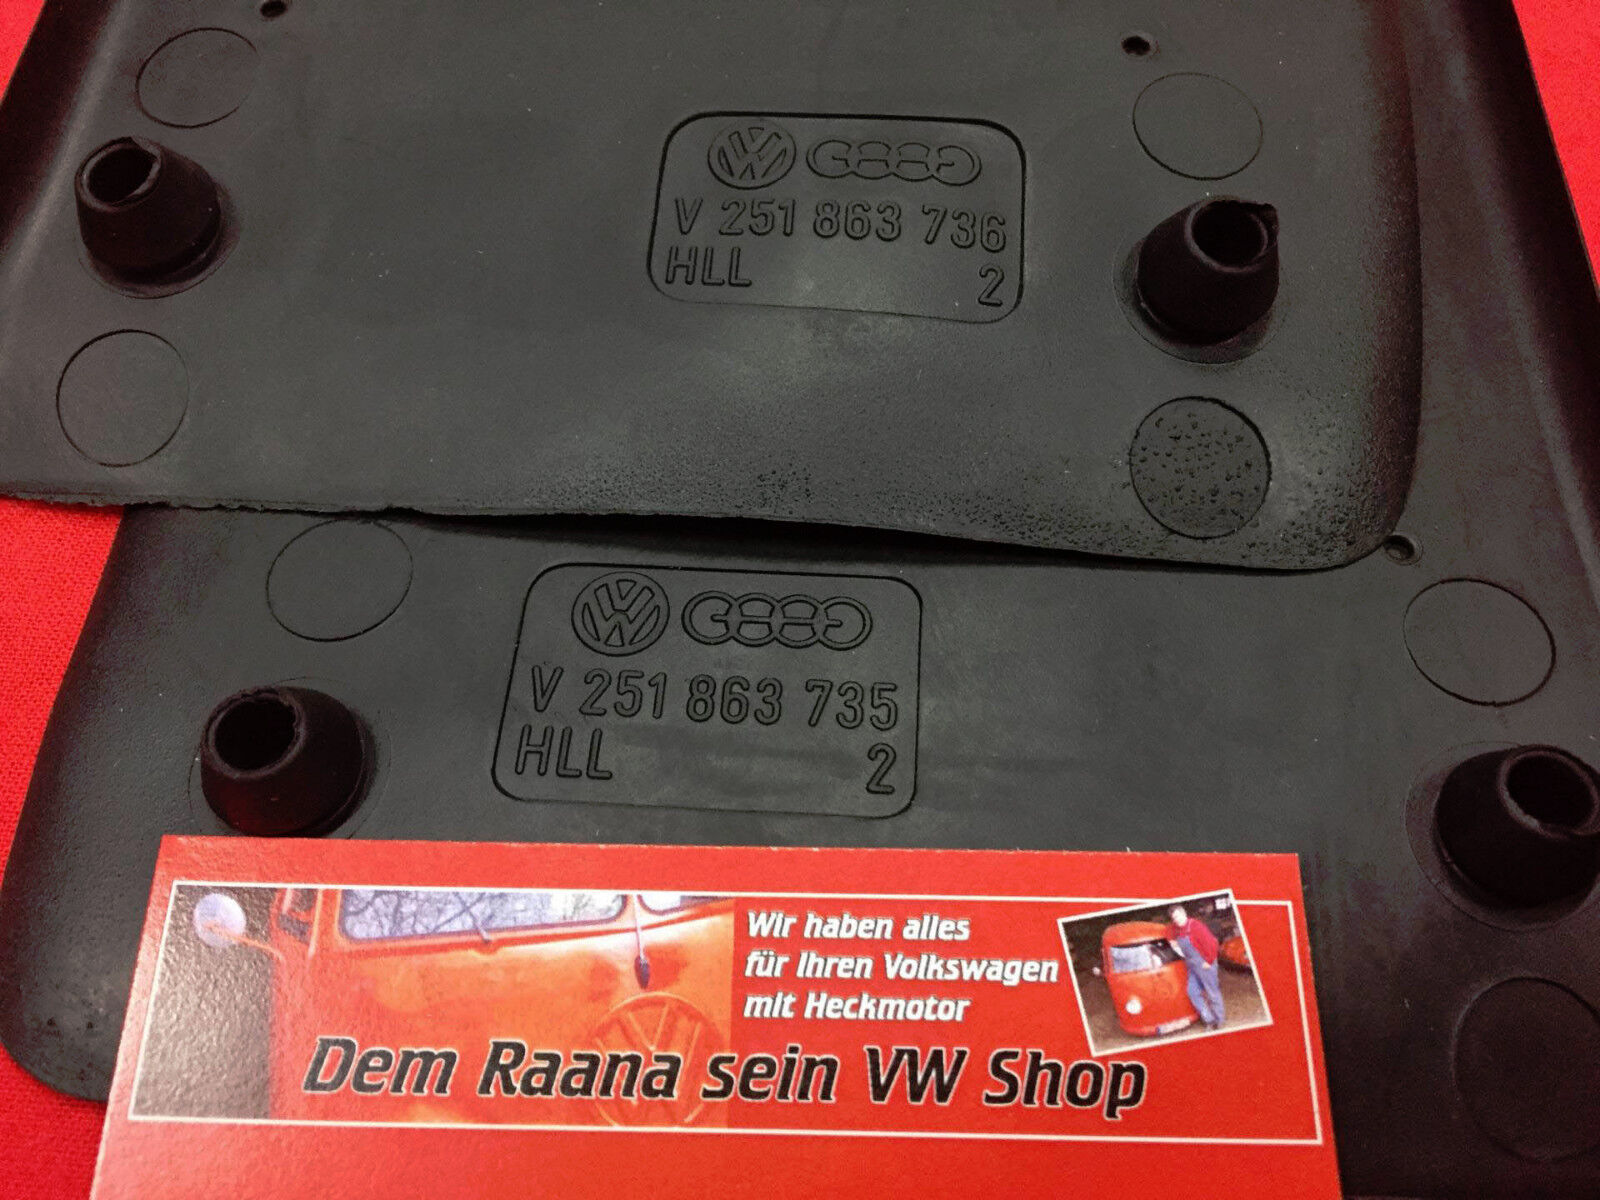 V 251 863 736
HLL 2
V 251 863 735
HLL 2
Wir haben alles
für Ihren Volkswagen
mit Heckmotor
Dem Raana sein VW Shop